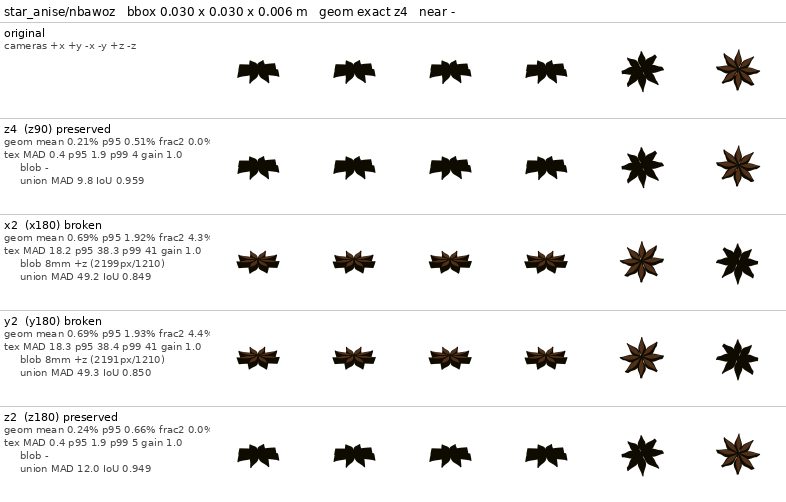 star_anise/nbawoz   bbox 0.030 x 0.030 x 0.006 m   geom exact z4   near -
original
cameras +x +y -x -y +z -z
z4  (z90) preserved
geom mean 0.21% p95 0.51% frac2 0.0%
tex MAD 0.4 p95 1.9 p99 4 gain 1.0
blob -
union MAD 9.8 IoU 0.959
x2  (x180) broken
geom mean 0.69% p95 1.92% frac2 4.3%
tex MAD 18.2 p95 38.3 p99 41 gain 1.0
blob 8mm +z (2199px/1210)
union MAD 49.2 IoU 0.849
y2  (y180) broken
geom mean 0.69% p95 1.93% frac2 4.4%
tex MAD 18.3 p95 38.4 p99 41 gain 1.0
blob 8mm +z (2191px/1210)
union MAD 49.3 IoU 0.850
z2  (z180) preserved
geom mean 0.24% p95 0.66% frac2 0.0%
tex MAD 0.4 p95 1.9 p99 5 gain 1.0
blob -
union MAD 12.0 IoU 0.949